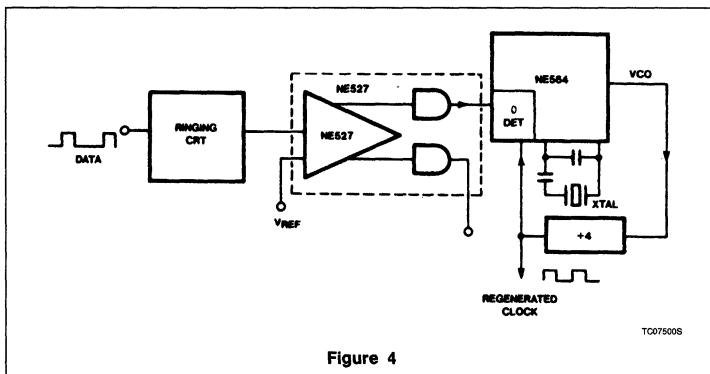 DATA
RINGING
CRT
NE527
NE527
VREF
NE564
0
DET
VCO
XTAL
÷4
REGENERATED
CLOCK
TC07500S
Figure 4